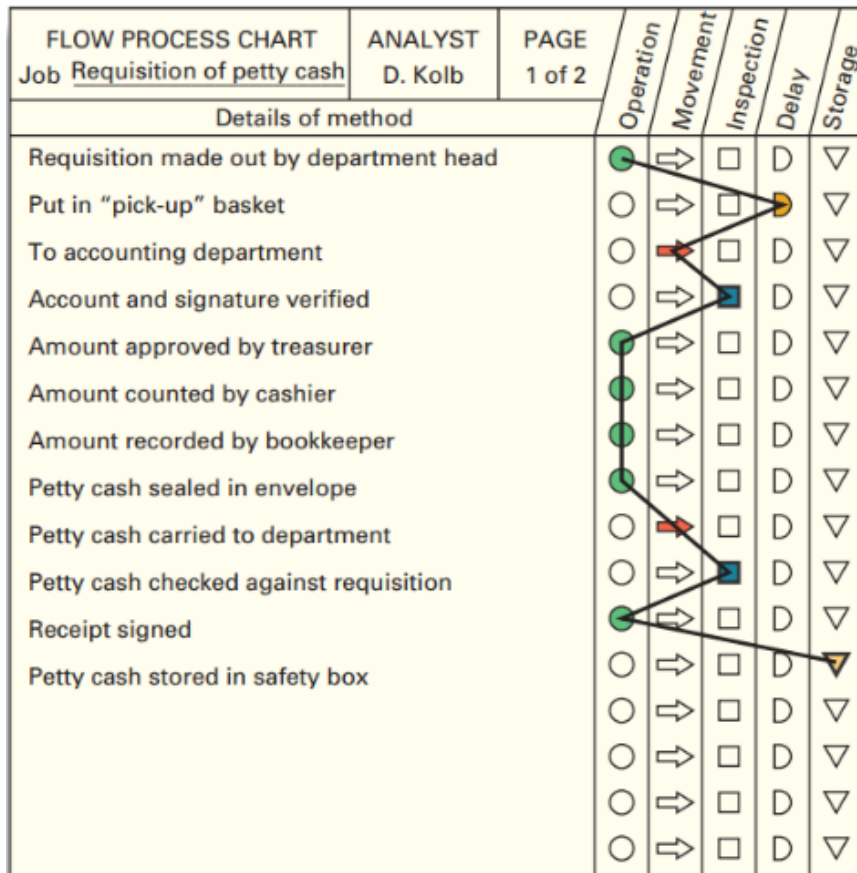 FLOW PROCESS CHART
Job Requisition of petty cash
ANALYST
D. Kolb
PAGE
1 of 2
Operation
Movement
Inspection
Delay
Storage
Details of method
Requisition made out by department head
Put in “pick-up” basket
To accounting department
Account and signature verified
Amount approved by treasurer
Amount counted by cashier
Amount recorded by bookkeeper
Petty cash sealed in envelope
Petty cash carried to department
Petty cash checked against requisition
Receipt signed
Petty cash stored in safety box